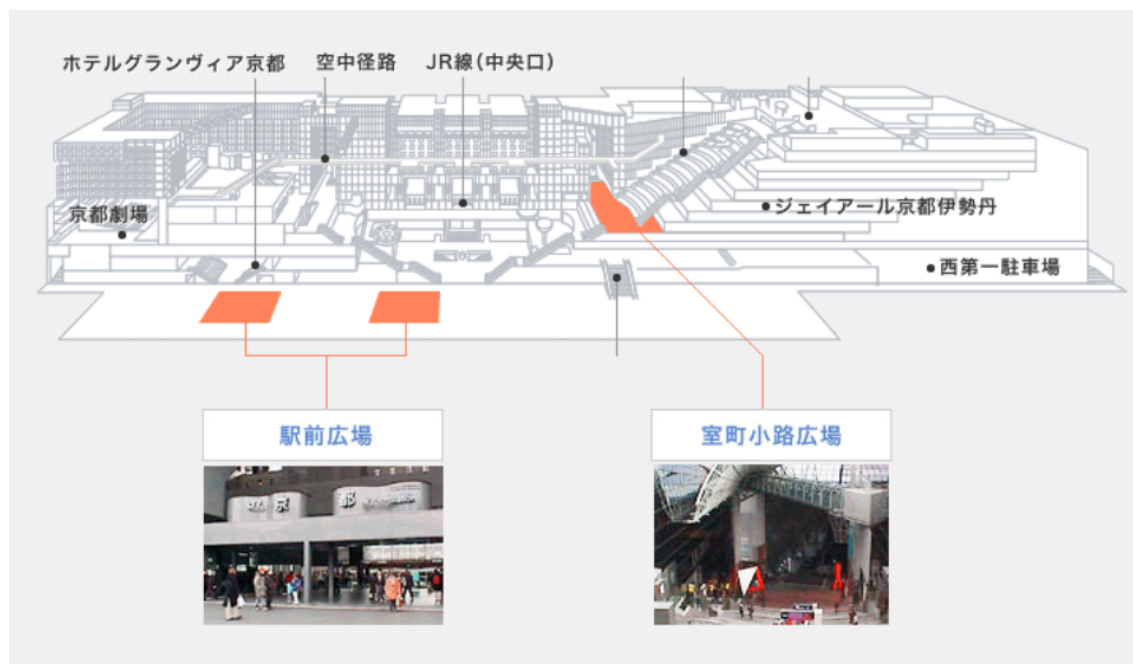 ホテルグランヴィア京都
空中径路
JR線(中央口)
京都劇場
ジェイアール京都伊勢丹
西第一駐車場
駅前広場
室町小路広場
京
都